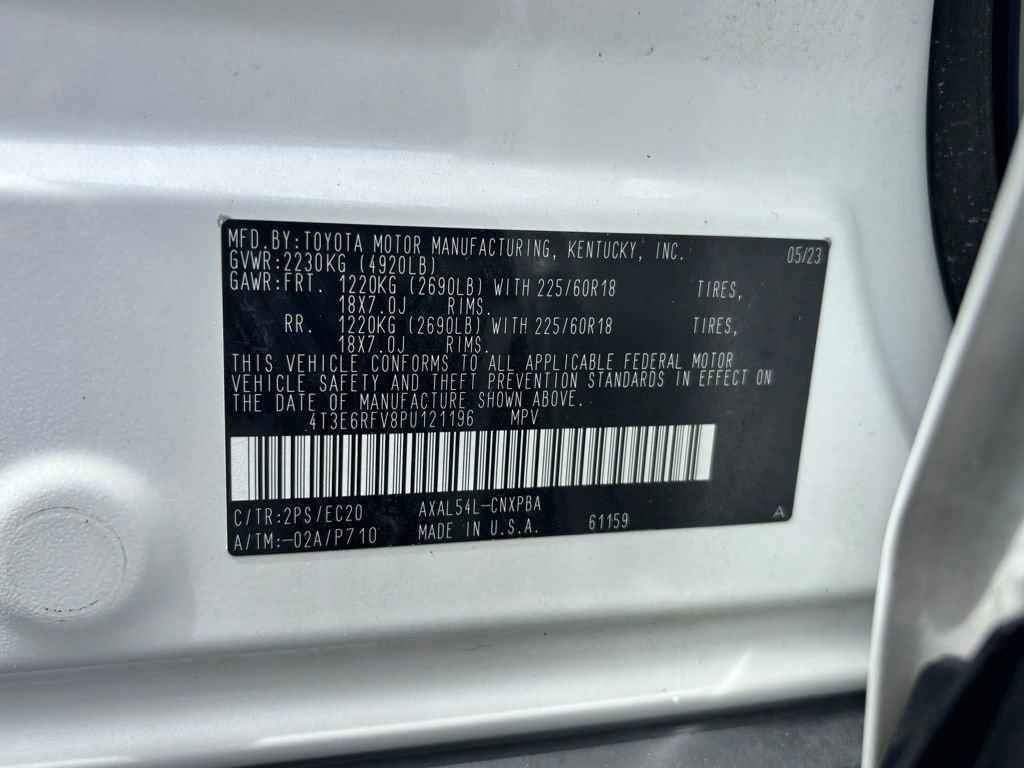 MFD.BY:TOYOTA MOTOR MANUFACTURING, KENTUCKY, INC. 05/23
GVWR:2230KG (4920LB)
GAWR:FRT. 1220KG (2690LB) WITH 225/60R18 TIRES,
18X7.0J RIMS.
RR. 1220KG (2690LB) WITH 225/60R18 TIRES,
18X7.0J RIMS.
THIS VEHICLE CONFORMS TO ALL APPLICABLE FEDERAL MOTOR
VEHICLE SAFETY AND THEFT PREVENTION STANDARDS IN EFFECT ON
THE DATE OF MANUFACTURE SHOWN ABOVE.
4T3E6RFV8PU121196 MPV
C/TR:2PS/EC20 AXAL54L-CNXPBA
A/TM:-02A/P710 MADE IN U.S.A. 61159 A